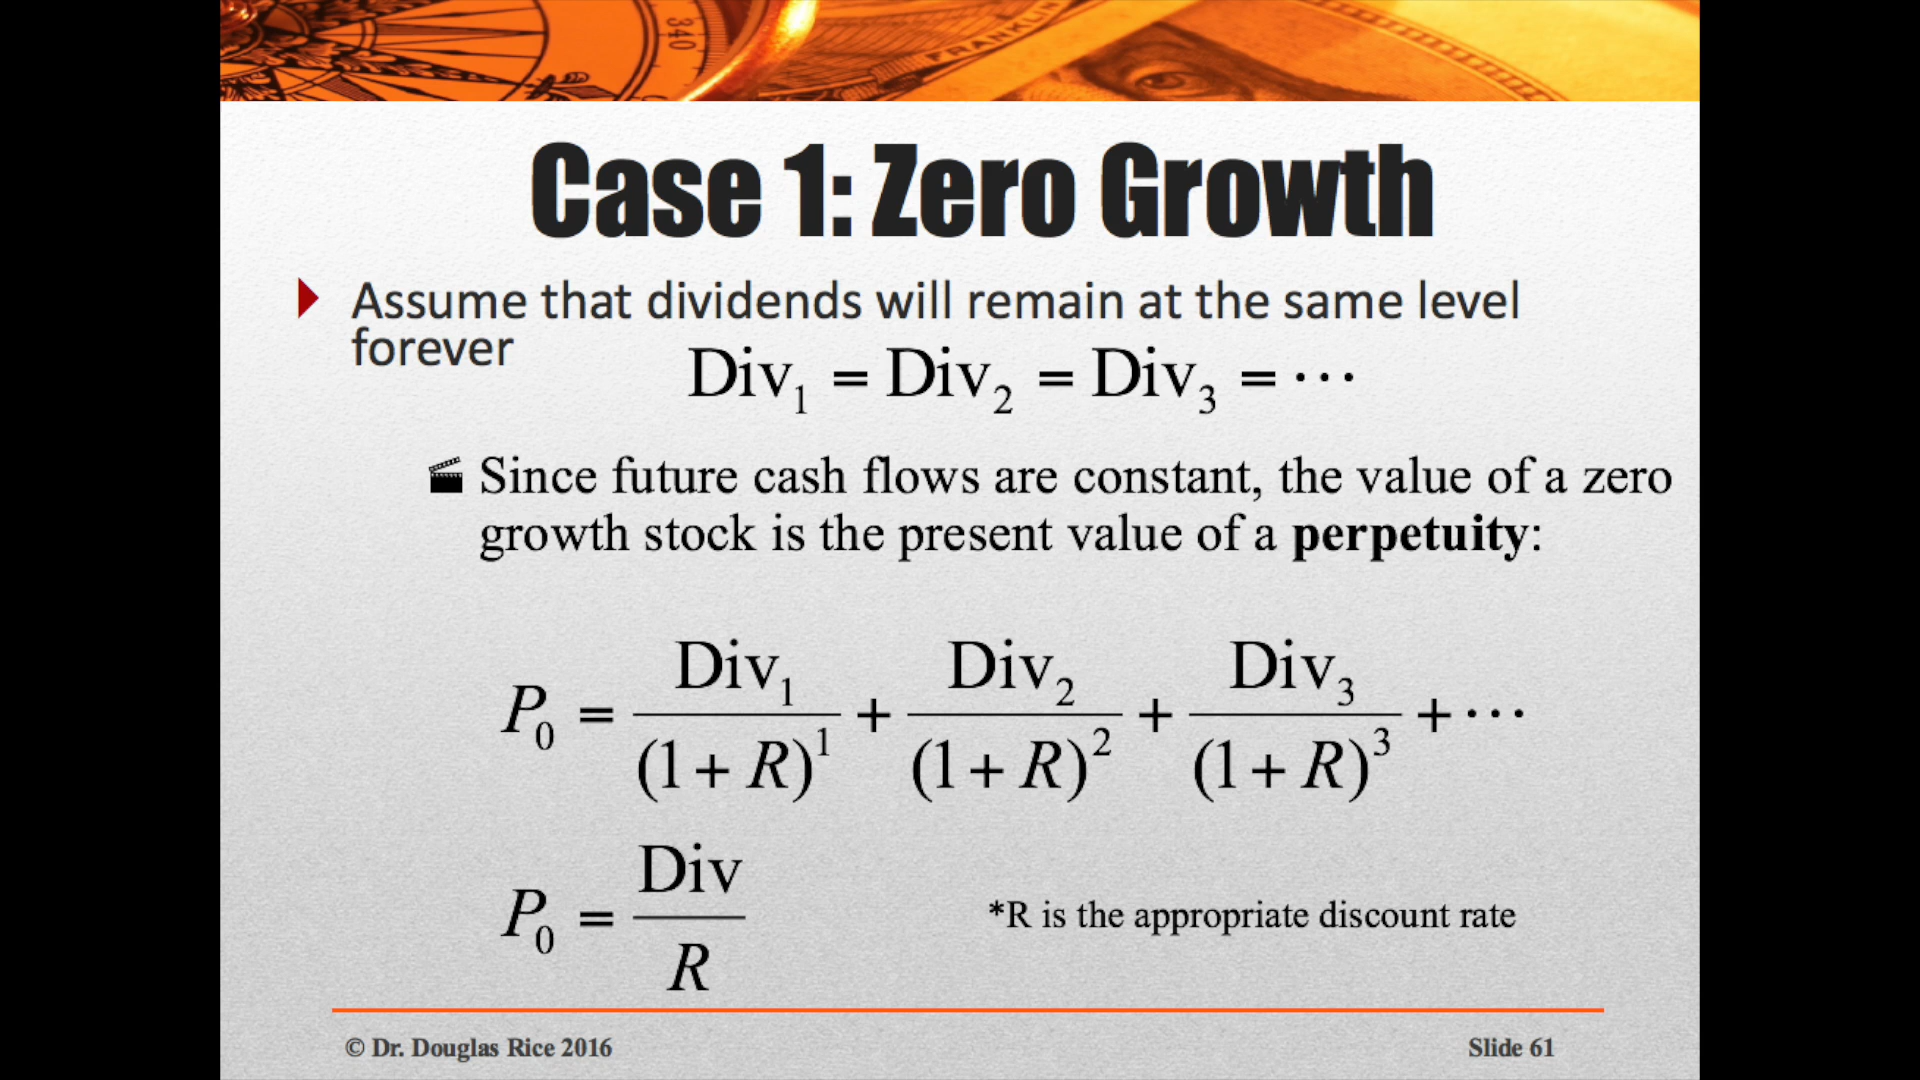 340
FRANKLIN
Case 1: Zero Growth
Assume that dividends will remain at the same level
forever
Div₁ = Div₂ = Div₃ = ⋯
Since future cash flows are constant, the value of a zero
growth stock is the present value of a perpetuity:
P₀ = Div₁/(1 + R)¹ + Div₂/(1 + R)² + Div₃/(1 + R)³ + ⋯
P₀ = Div/R
*R is the appropriate discount rate
© Dr. Douglas Rice 2016
Slide 61